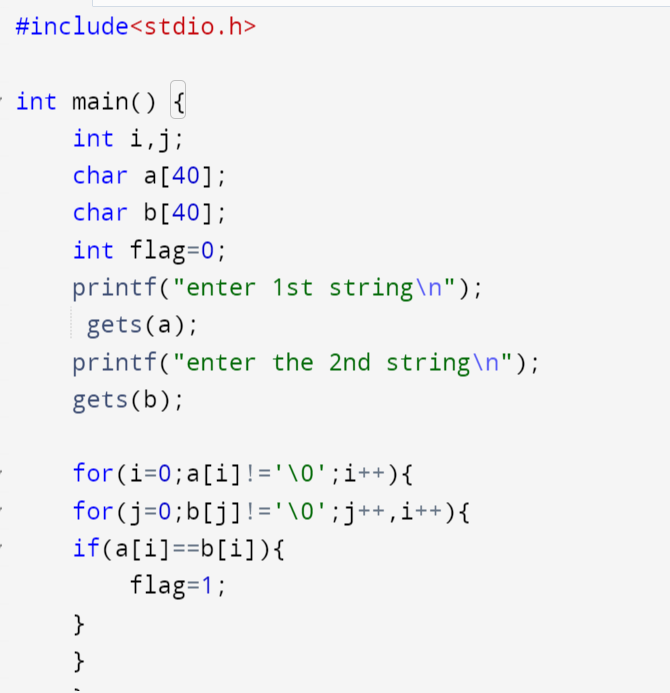 #include<stdio.h>
int main() {
int i,j;
char a[40];
char b[40];
int flag=0;
printf("enter 1st string\n");
gets(a);
printf("enter the 2nd string\n");
gets(b);
for(i=0;a[i]!='\0';i++){
for(j=0;b[j]!='\0';j++,i++){
if(a[i]==b[i]){
flag=1;
}
}